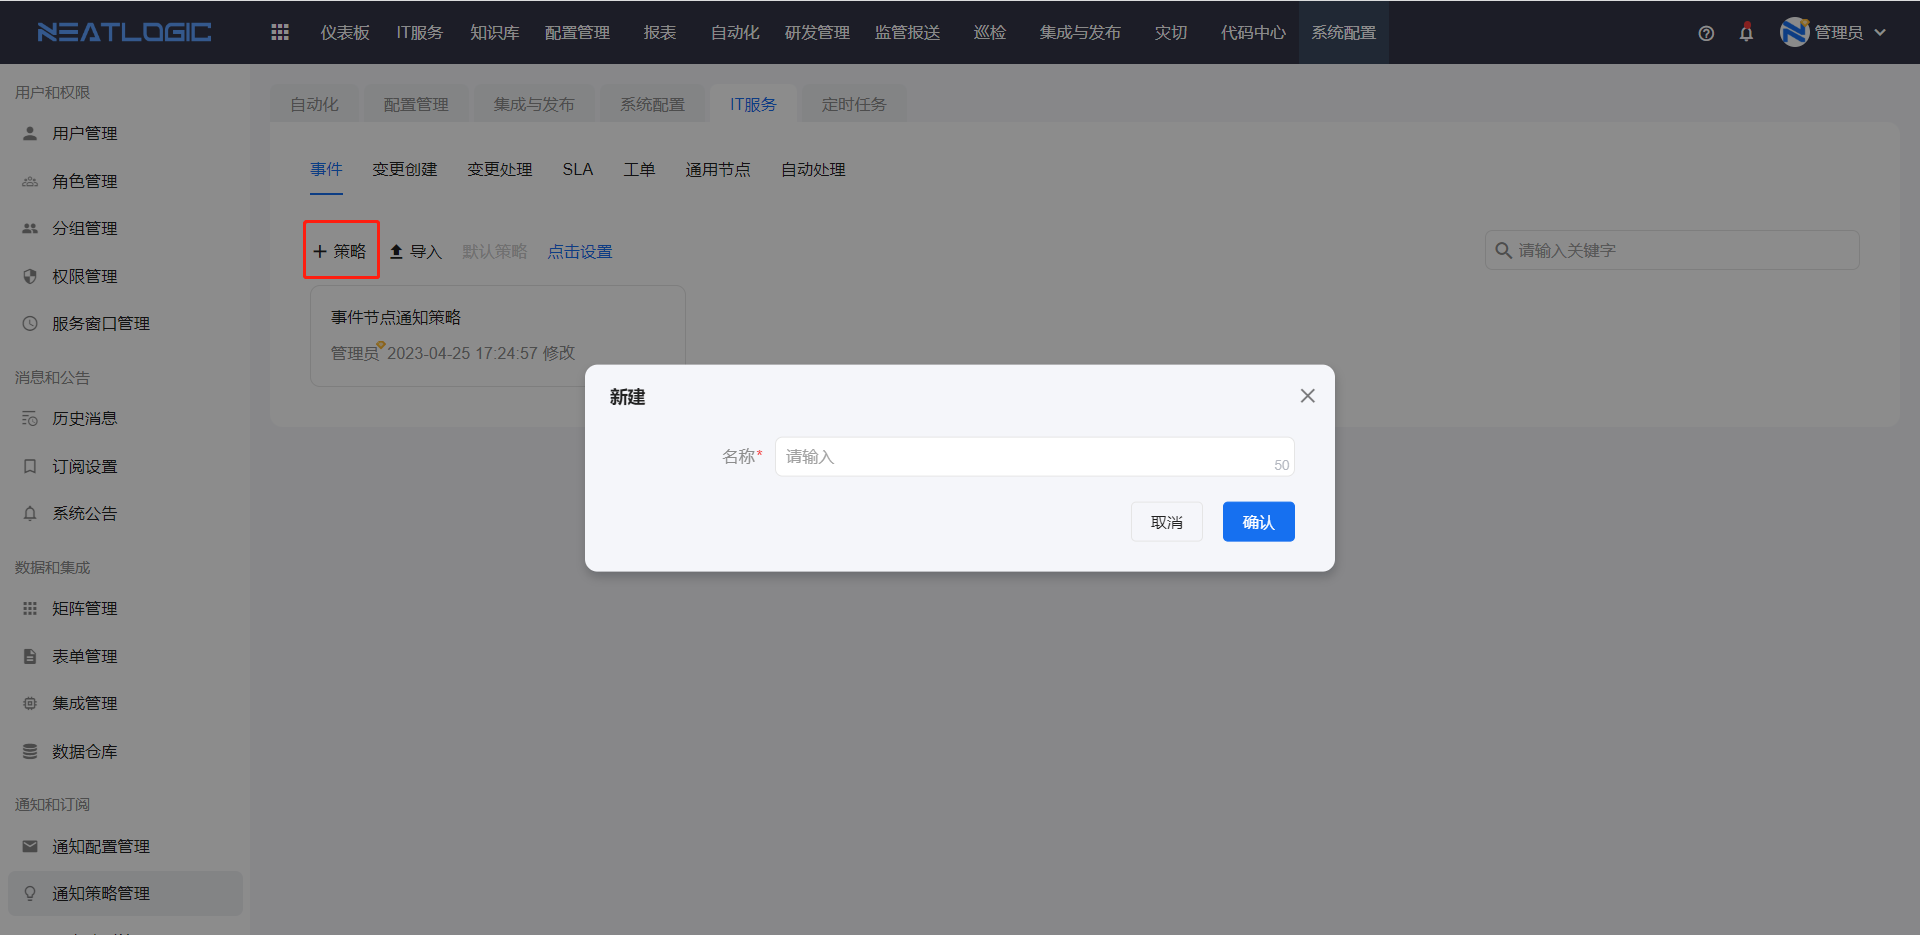 NEATLOGIC
仪表板 IT服务 知识库 配置管理 报表 自动化 研发管理 监管报送 巡检 集成与发布 灾切 代码中心 系统配置 管理员
用户和权限
用户管理
角色管理
分组管理
权限管理
服务窗口管理
消息和公告
历史消息
订阅设置
系统公告
数据和集成
矩阵管理
表单管理
集成管理
数据仓库
通知和订阅
通知配置管理
通知策略管理
自动化 配置管理 集成与发布 系统配置 IT服务 定时任务
事件 变更创建 变更处理 SLA 工单 通用节点 自动处理
策略 导入 默认策略 点击设置 请输入关键字
事件节点通知策略
管理员 2023-04-25 17:24:57 修改
新建
名称* 请输入 50
取消 确认